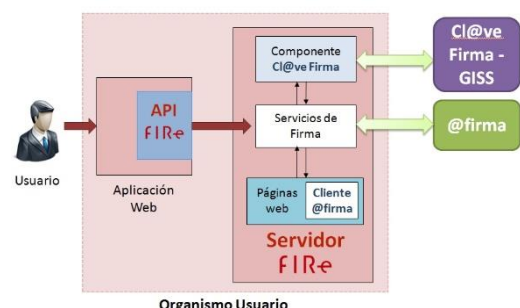 Componente
Cl@ve Firma
Cl@ve
Firma -
GISS
API
FIRe
Servicios de
Firma
@firma
Usuario
Aplicación
Web
Páginas
web
Cliente
@firma
Servidor
FIRe
Organismo Usuario